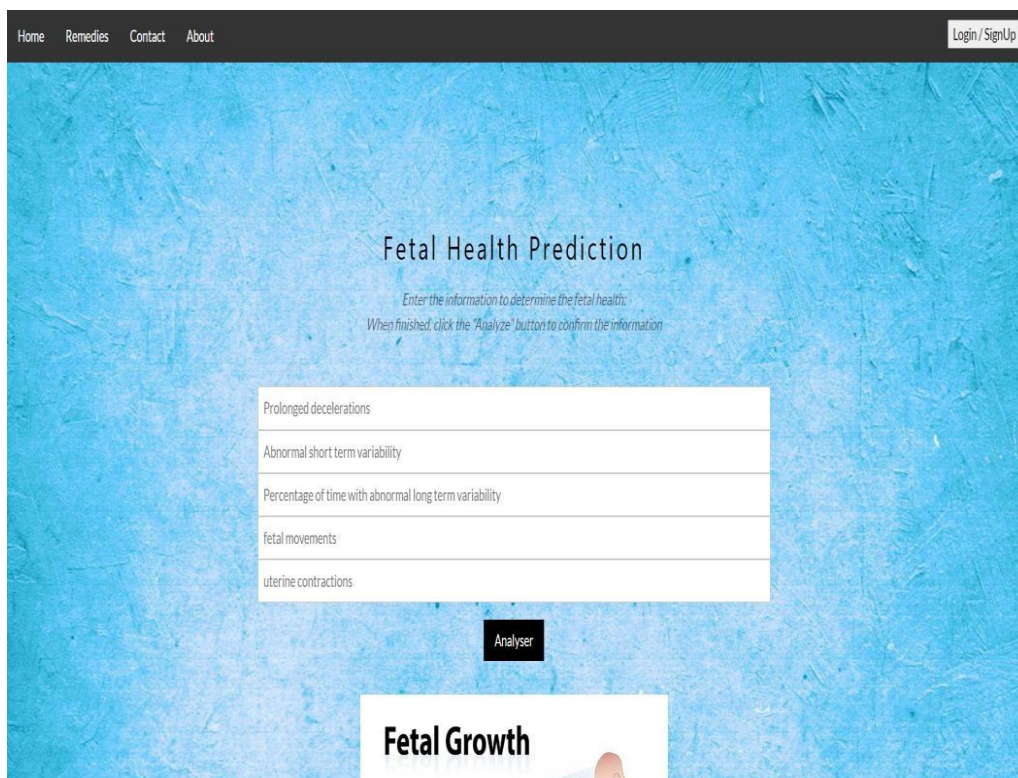 Home Remedies Contact About Login / SignUp
Fetal Health Prediction
Enter the information to determine the fetal health:
When finished, click the "Analyze" button to confirm the information
Prolonged decelerations
Abnormal short term variability
Percentage of time with abnormal long term variability
fetal movements
uterine contractions
Analyser
Fetal Growth